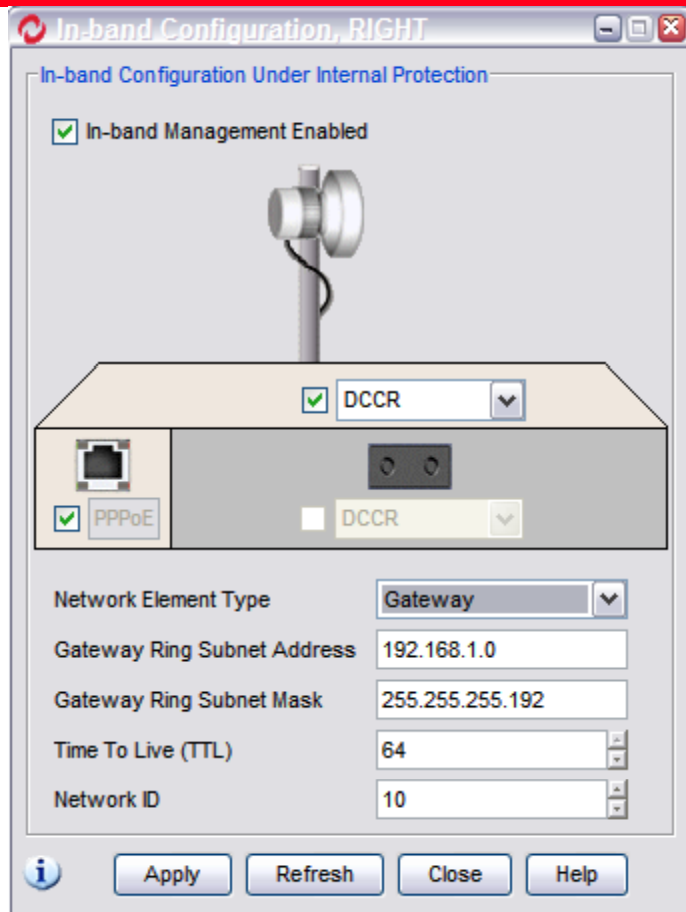 In-band Configuration, RIGHT
In-band Configuration Under Internal Protection
In-band Management Enabled
DCCR
PPPoE
DCCR
Network Element Type Gateway
Gateway Ring Subnet Address 192.168.1.0
Gateway Ring Subnet Mask 255.255.255.192
Time To Live (TTL) 64
Network ID 10
Apply Refresh Close Help